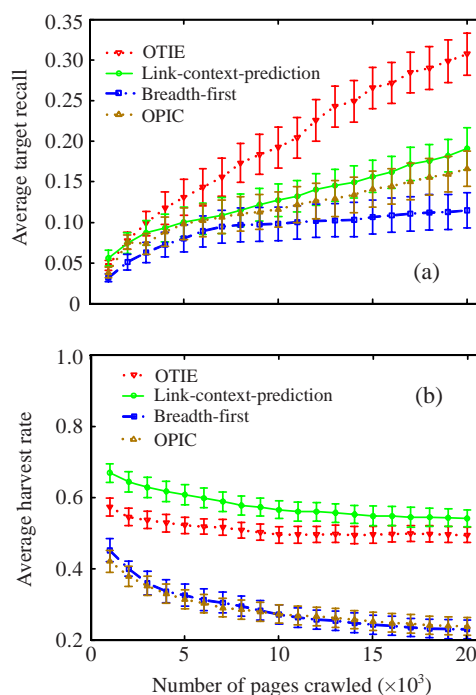 0.35
0.30
0.25
0.20
0.15
0.10
0.05
0
Average target recall
OTIE
Link-context-prediction
Breadth-first
OPIC
(a)
1.0
0.8
0.6
0.4
0.2
Average harvest rate
OTIE
Link-context-prediction
Breadth-first
OPIC
(b)
0 5 10 15 20
Number of pages crawled (×10³)